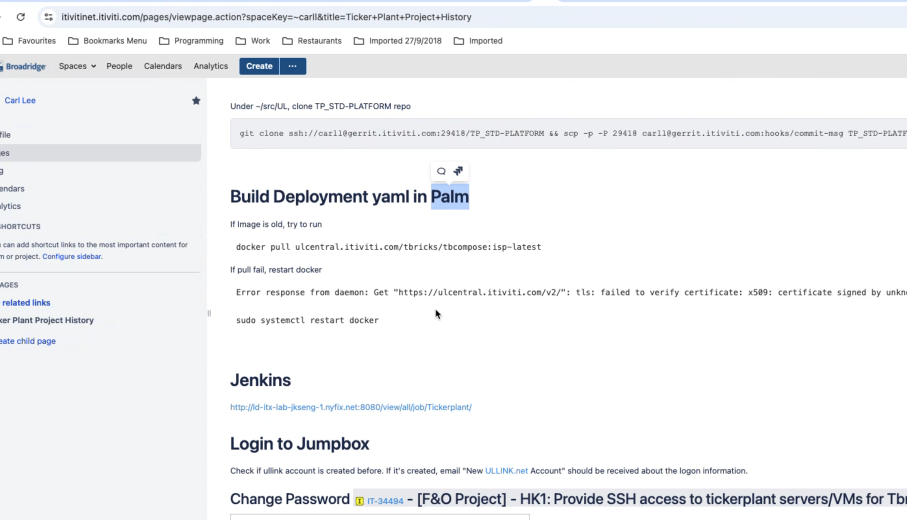 itivitinet.itiviti.com/pages/viewpage.action?spaceKey=~carll&title=Ticker+Plant+Project+History
Favourites Bookmarks Menu Programming Work Restaurants Imported 27/9/2018 Imported
Broadridge Spaces People Calendars Analytics Create ...
Carl Lee
file
es
g
endars
lytics
SHORTCUTS
u can add shortcut links to the most important content for
m or project. Configure sidebar.
AGES
related links
ker Plant Project History
eate child page
Under ~/src/UL, clone TP_STD-PLATFORM repo
git clone ssh://carll@gerrit.itiviti.com:29418/TP_STD-PLATFORM && scp -p -P 29418 carll@gerrit.itiviti.com:hooks/commit-msg TP_STD-PLATF
Build Deployment yaml in Palm
If Image is old, try to run
docker pull ulcentral.itiviti.com/tbricks/tbcompose:isp-latest
If pull fail, restart docker
Error response from daemon: Get "https://ulcentral.itiviti.com/v2/": tls: failed to verify certificate: x509: certificate signed by unkno
sudo systemctl restart docker
Jenkins
http://ld-itx-lab-jkseng-1.nyfix.net:8080/view/all/job/Tickerplant/
Login to Jumpbox
Check if ullink account is created before. If it's created, email "New ULLINK.net Account" should be received about the logon information.
Change Password IT-34494 - [F&O Project] - HK1: Provide SSH access to tickerplant servers/VMs for Tbr